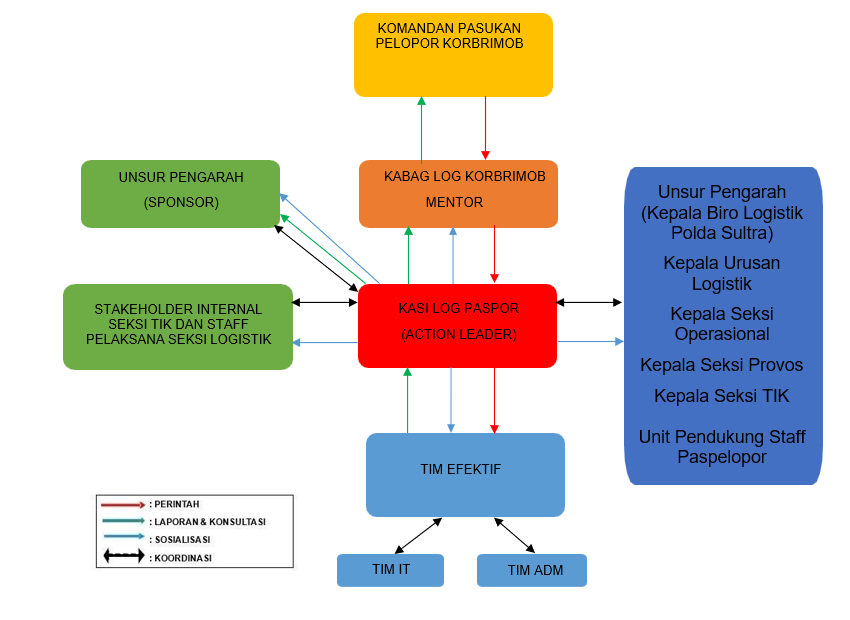 KOMANDAN PASUKAN
PELOPOR KORBRIMOB
UNSUR PENGARAH
(SPONSOR)
KABAG LOG KORBRIMOB
MENTOR
Unsur Pengarah
(Kepala Biro Logistik
Polda Sultra)
Kepala Urusan
Logistik
Kepala Seksi
Operasional
Kepala Seksi Provos
Kepala Seksi TIK
Unit Pendukung Staff
Paspelopor
STAKEHOLDER INTERNAL
SEKSI TIK DAN STAFF
PELAKSANA SEKSI LOGISTIK
KASI LOG PASPOR
(ACTION LEADER)
TIM EFEKTIF
TIM IT
TIM ADM
: PERINTAH
: LAPORAN & KONSULTASI
: SOSIALISASI
: KOORDINASI